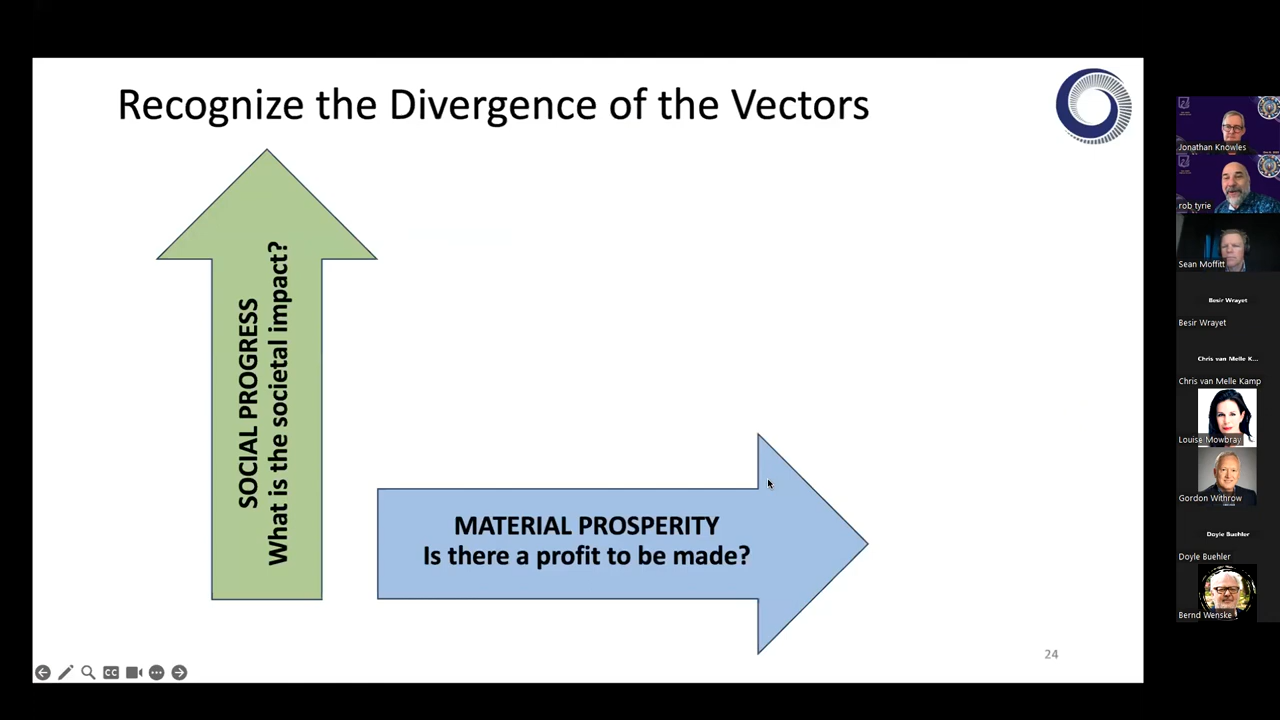 Recognize the Divergence of the Vectors
SOCIAL PROGRESS
What is the societal impact?
MATERIAL PROSPERITY
Is there a profit to be made?
24
CC
Jonathan Knowles
rob tyrie
Sean Moffitt
Besir Wrayet
Besir Wrayet
Chris van Melle K...
Chris van Melle Kamp
Louise Mowbray
Gordon Withrow
Doyle Buehler
Doyle Buehler
Bernd Wenske